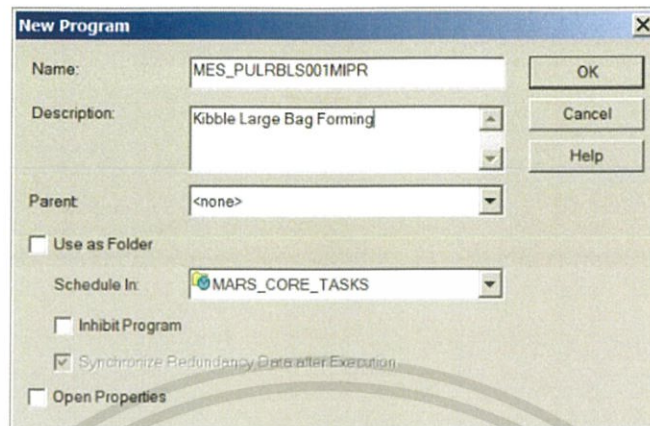 New Program
Name: MES_PULRBLS001MIPR OK
Description: Kibble Large Bag Forming Cancel
Help
Parent: <none>
Use as Folder
Schedule In: MARS_CORE_TASKS
Inhibit Program
Synchronize Redundancy Data after Execution
Open Properties